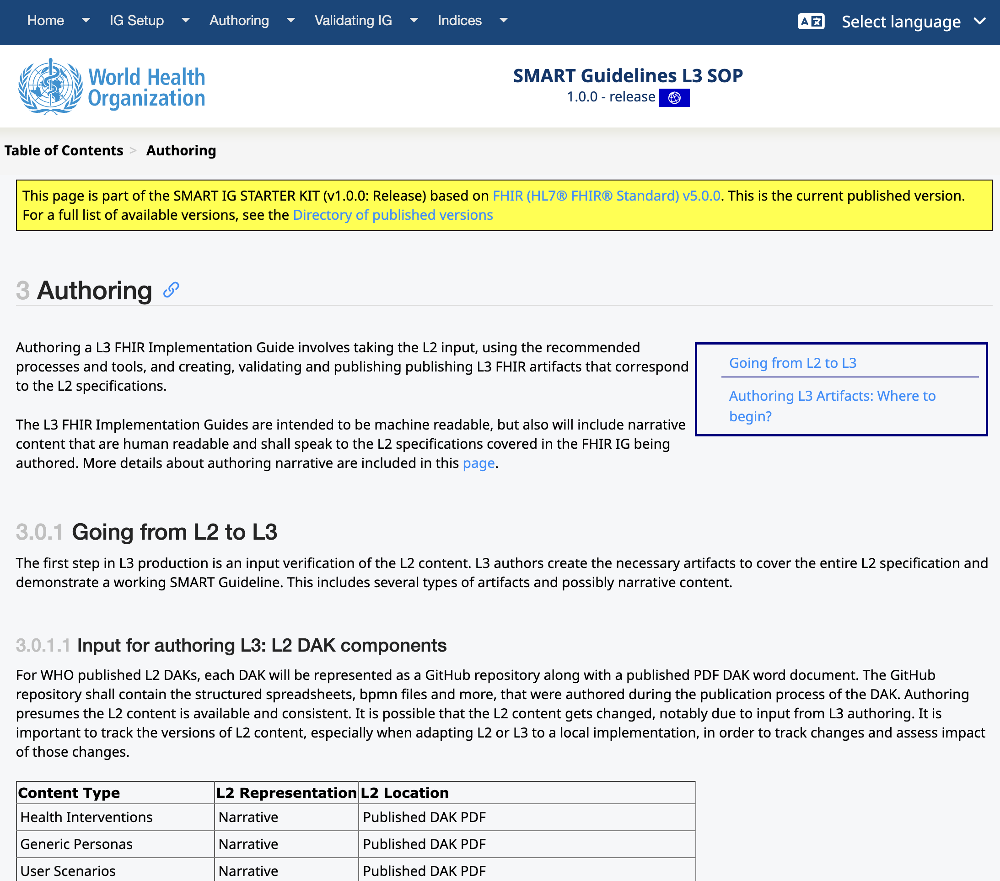 Home IG Setup Authoring Validating IG Indices Select language
World Health
Organization
SMART Guidelines L3 SOP
1.0.0 - release
Table of Contents > Authoring
This page is part of the SMART IG STARTER KIT (v1.0.0: Release) based on FHIR (HL7® FHIR® Standard) v5.0.0. This is the current published version.
For a full list of available versions, see the Directory of published versions
3 Authoring
Authoring a L3 FHIR Implementation Guide involves taking the L2 input, using the recommended
processes and tools, and creating, validating and publishing publishing L3 FHIR artifacts that correspond
to the L2 specifications.
Going from L2 to L3
Authoring L3 Artifacts: Where to
begin?
The L3 FHIR Implementation Guides are intended to be machine readable, but also will include narrative
content that are human readable and shall speak to the L2 specifications covered in the FHIR IG being
authored. More details about authoring narrative are included in this page.
3.0.1 Going from L2 to L3
The first step in L3 production is an input verification of the L2 content. L3 authors create the necessary artifacts to cover the entire L2 specification and
demonstrate a working SMART Guideline. This includes several types of artifacts and possibly narrative content.
3.0.1.1 Input for authoring L3: L2 DAK components
For WHO published L2 DAKs, each DAK will be represented as a GitHub repository along with a published PDF DAK word document. The GitHub
repository shall contain the structured spreadsheets, bpmn files and more, that were authored during the publication process of the DAK. Authoring
presumes the L2 content is available and consistent. It is possible that the L2 content gets changed, notably due to input from L3 authoring. It is
important to track the versions of L2 content, especially when adapting L2 or L3 to a local implementation, in order to track changes and assess impact
of those changes.
Content Type L2 Representation L2 Location
Health Interventions Narrative Published DAK PDF
Generic Personas Narrative Published DAK PDF
User Scenarios Narrative Published DAK PDF